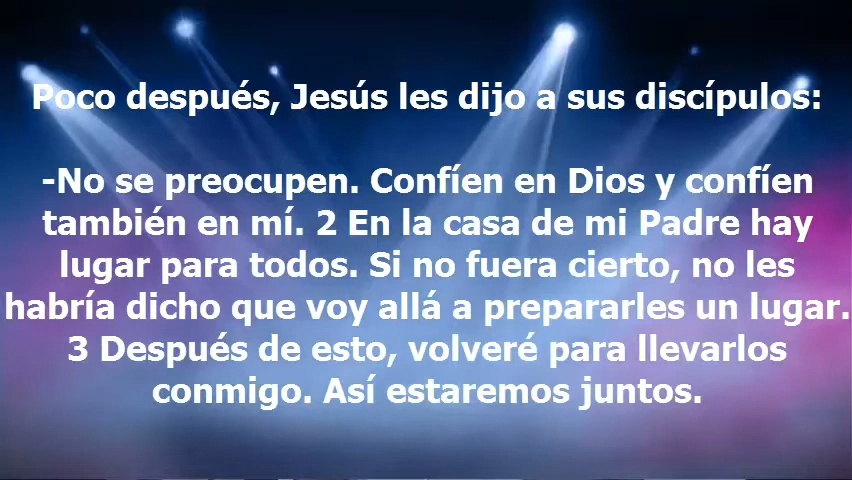 Poco después, Jesús les dijo a sus discípulos:
-No se preocupen. Confíen en Dios y confíen
también en mí. 2 En la casa de mi Padre hay
lugar para todos. Si no fuera cierto, no les
habría dicho que voy allá a prepararles un lugar.
3 Después de esto, volveré para llevarlos
conmigo. Así estaremos juntos.